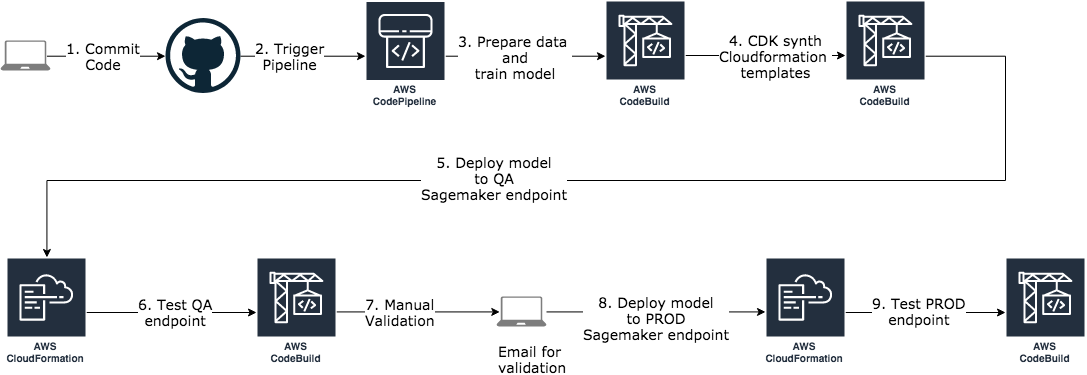 1. Commit
Code
2. Trigger
Pipeline
AWS
CodePipeline
3. Prepare data
and
train model
AWS
CodeBuild
4. CDK synth
Cloudformation
templates
AWS
CodeBuild
5. Deploy model
to QA
Sagemaker endpoint
AWS
CloudFormation
6. Test QA
endpoint
AWS
CodeBuild
7. Manual
Validation
Email for
validation
8. Deploy model
to PROD
Sagemaker endpoint
AWS
CloudFormation
9. Test PROD
endpoint
AWS
CodeBuild